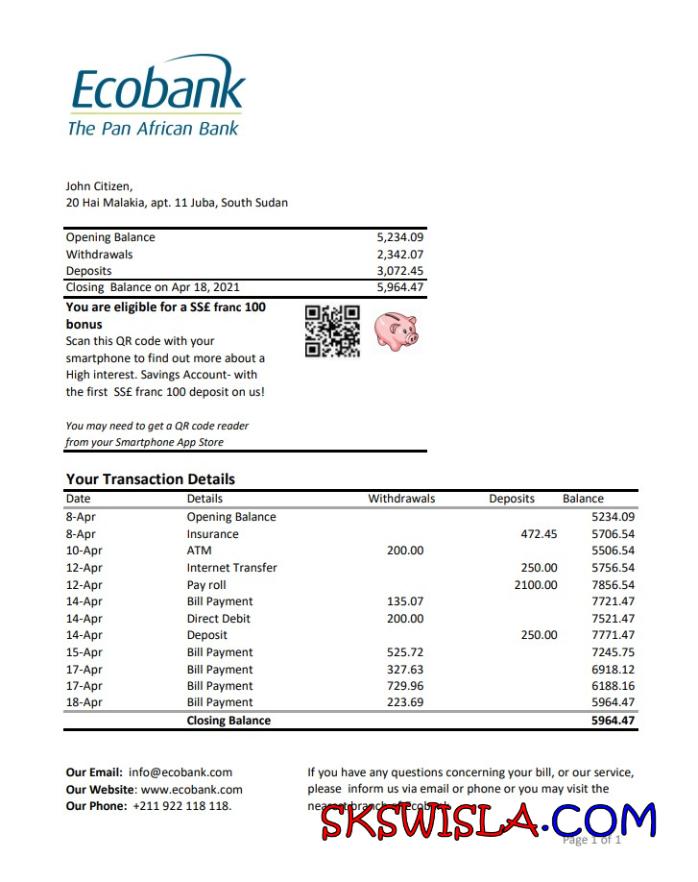 Ecobank
The Pan African Bank
John Citizen,
20 Hai Malakia, apt. 11 Juba, South Sudan
Opening Balance 5,234.09
Withdrawals 2,342.07
Deposits 3,072.45
Closing Balance on Apr 18, 2021 5,964.47
You are eligible for a SS£ franc 100
bonus
Scan this QR code with your
smartphone to find out more about a
High interest. Savings Account- with
the first SS£ franc 100 deposit on us!
You may need to get a QR code reader
from your Smartphone App Store
Your Transaction Details
Date Details Withdrawals Deposits Balance
8-Apr Opening Balance 5234.09
8-Apr Insurance 472.45 5706.54
10-Apr ATM 200.00 5506.54
12-Apr Internet Transfer 250.00 5756.54
12-Apr Pay roll 2100.00 7856.54
14-Apr Bill Payment 135.07 7721.47
14-Apr Direct Debit 200.00 7521.47
14-Apr Deposit 250.00 7771.47
15-Apr Bill Payment 525.72 7245.75
17-Apr Bill Payment 327.63 6918.12
17-Apr Bill Payment 729.96 6188.16
18-Apr Bill Payment 223.69 5964.47
Closing Balance 5964.47
Our Email: info@ecobank.com
Our Website: www.ecobank.com
Our Phone: +211 922 118 118.
If you have any questions concerning your bill, or our service,
please inform us via email or phone or you may visit the
nearest branch of ecobank
SKSWISLA.COM
Page 1 of 1